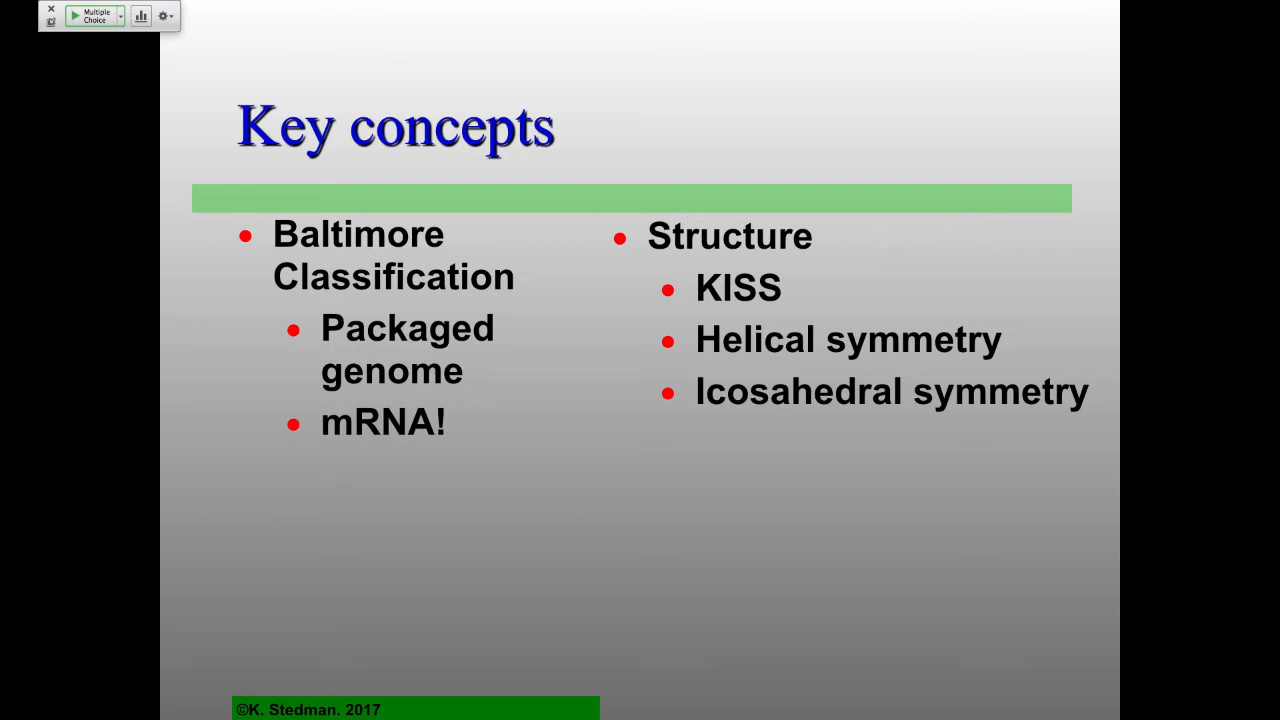 Multiple
Choice
Key concepts
Baltimore
Classification
Packaged
genome
mRNA!
Structure
KISS
Helical symmetry
Icosahedral symmetry
©K. Stedman. 2017